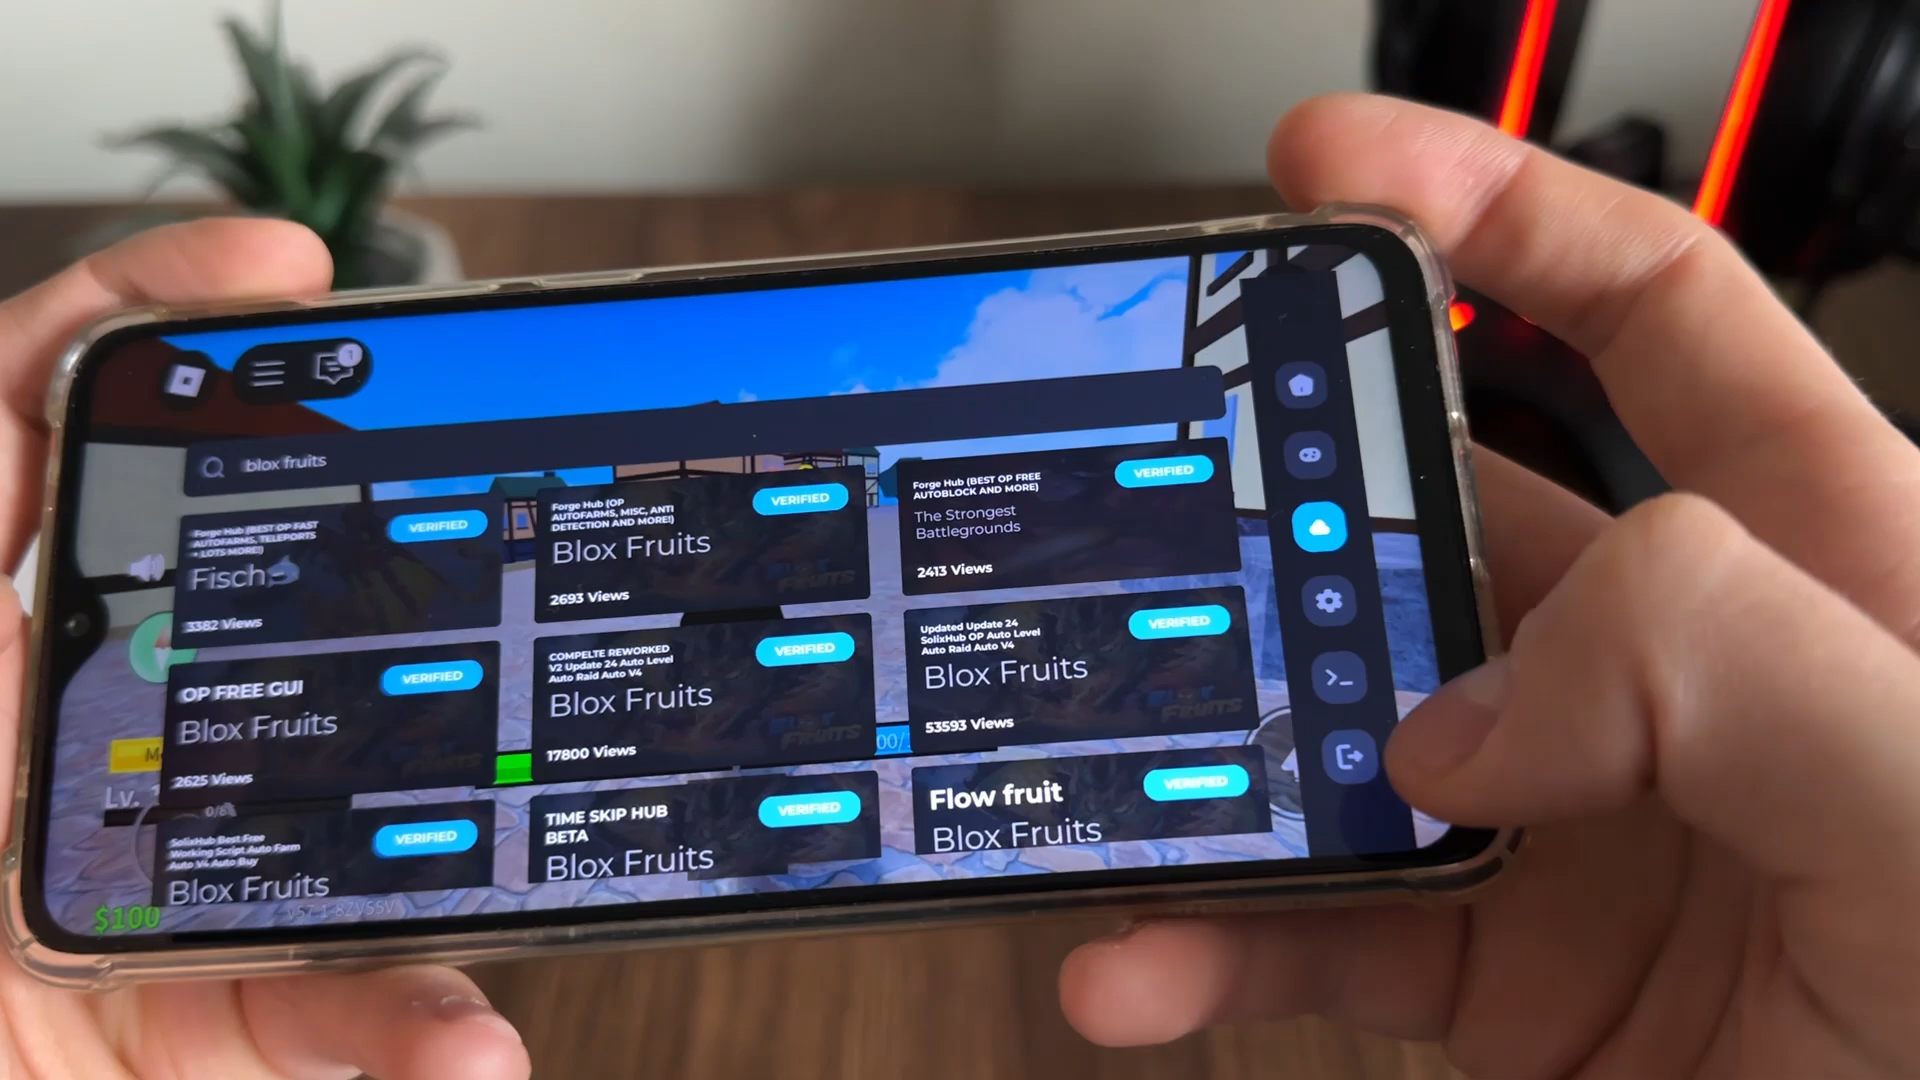 1
blox fruits
Forge Hub (BEST OP FAST
AUTOFARMS, TELEPORTS
+ LOTS MORE!)
VERIFIED
Fisch
3382 Views
Forge Hub (OP
AUTOFARMS, MISC, ANTI
DETECTION AND MORE!)
VERIFIED
Blox Fruits
2693 Views
Forge Hub (BEST OP FREE
AUTOBLOCK AND MORE)
VERIFIED
The Strongest
Battlegrounds
2413 Views
OP FREE GUI
VERIFIED
Blox Fruits
2625 Views
COMPELTE REWORKED
V2 Update 24 Auto Level
Auto Raid Auto V4
VERIFIED
Blox Fruits
17800 Views
Updated Update 24
SolixHub OP Auto Level
Auto Raid Auto V4
VERIFIED
Blox Fruits
53593 Views
SolixHub Best Free
Working Script Auto Farm
Auto V4 Auto Buy
VERIFIED
Blox Fruits
TIME SKIP HUB
BETA
VERIFIED
Blox Fruits
Flow fruit
VERIFIED
Blox Fruits
Lv.
$100